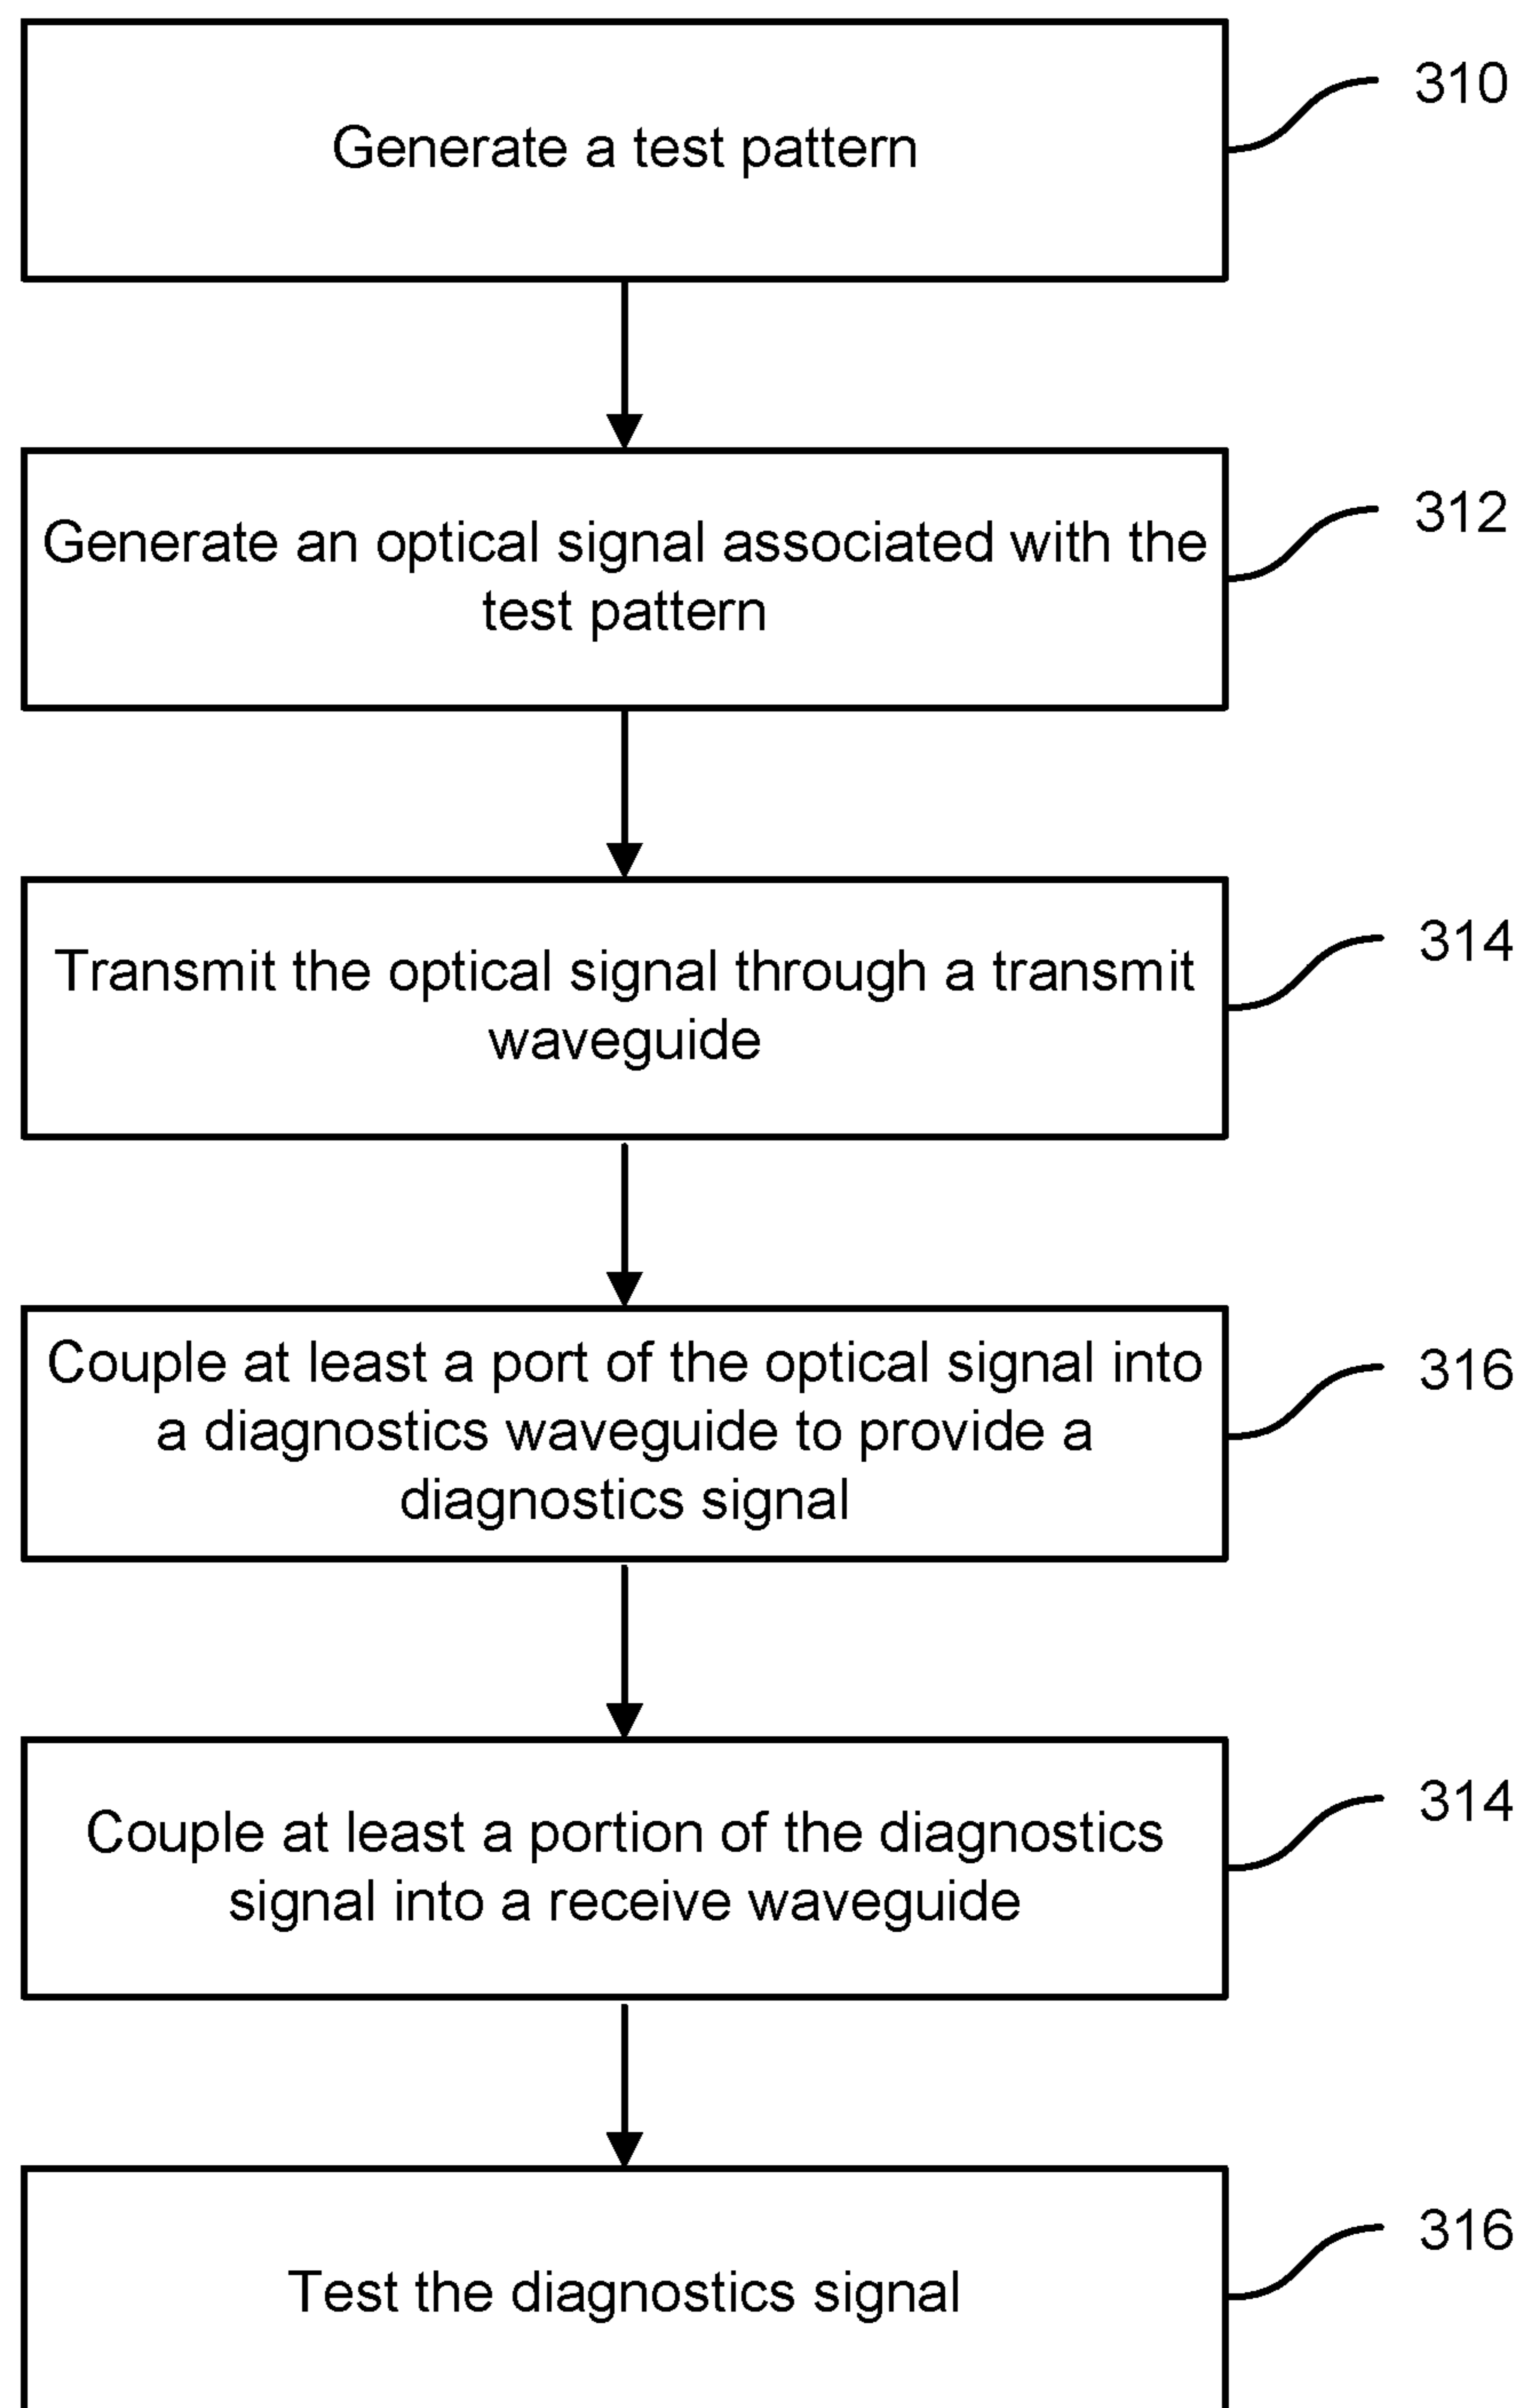 Generate a test pattern
310
Generate an optical signal associated with the
test pattern
312
Transmit the optical signal through a transmit
waveguide
314
Couple at least a port of the optical signal into
a diagnostics waveguide to provide a
diagnostics signal
316
Couple at least a portion of the diagnostics
signal into a receive waveguide
314
Test the diagnostics signal
316